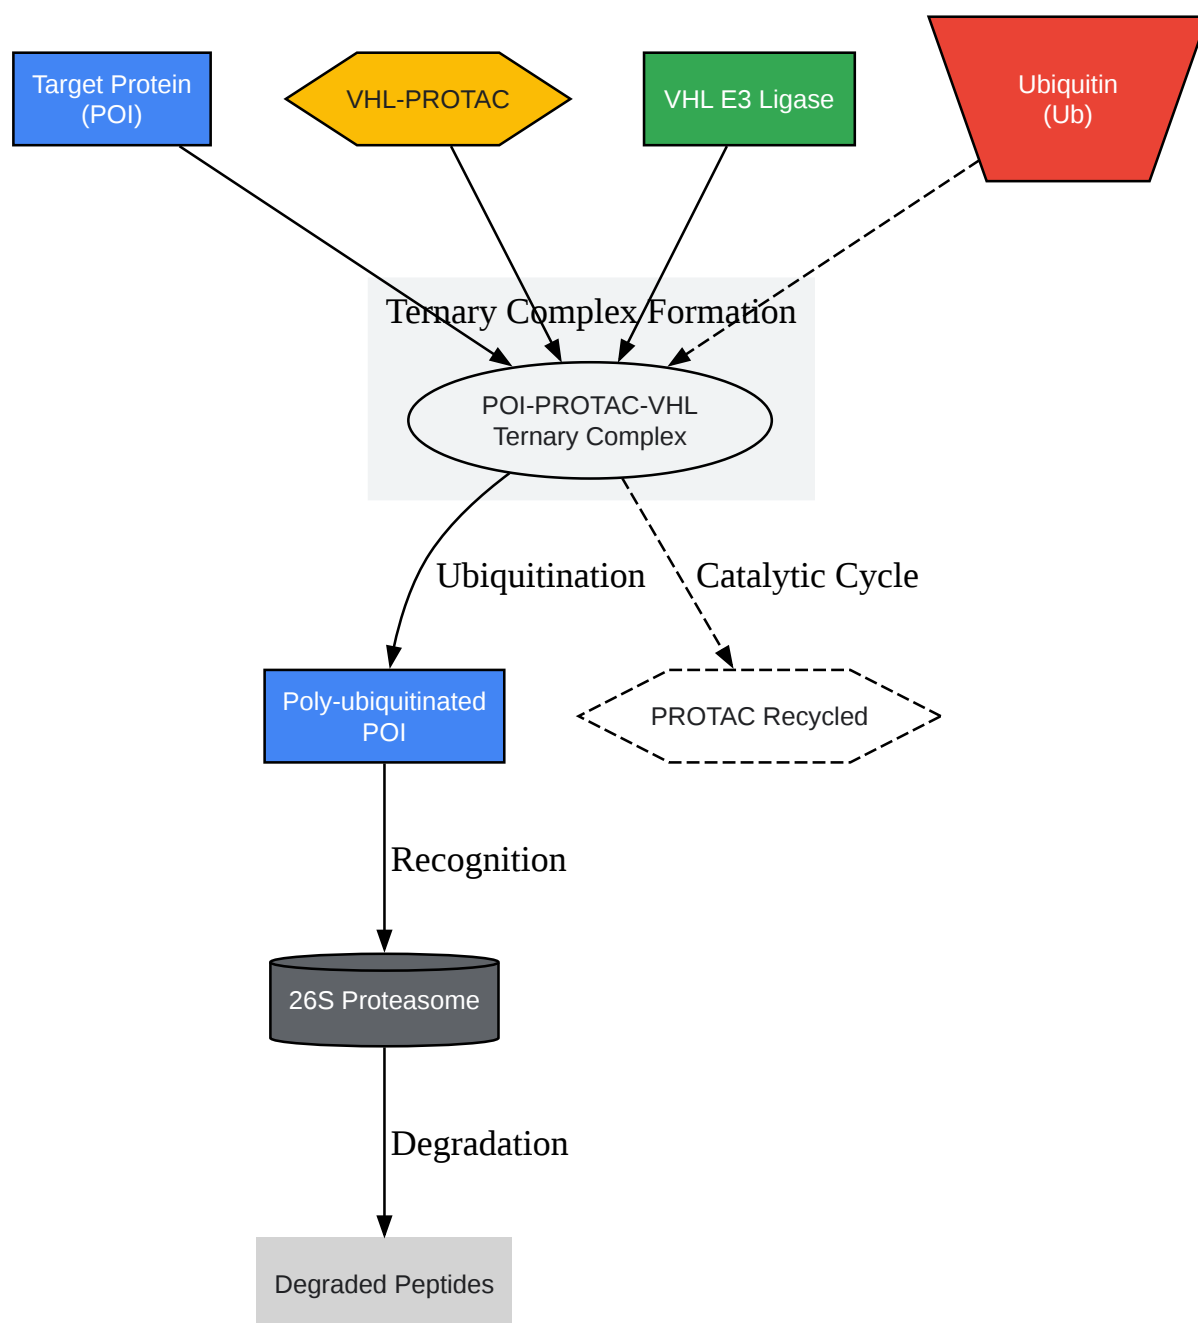 Target Protein
(POI)
VHL-PROTAC
VHL E3 Ligase
Ubiquitin
(Ub)
Ternary Complex Formation
POI-PROTAC-VHL
Ternary Complex
Ubiquitination
Catalytic Cycle
Poly-ubiquitinated
POI
PROTAC Recycled
Recognition
26S Proteasome
Degradation
Degraded Peptides